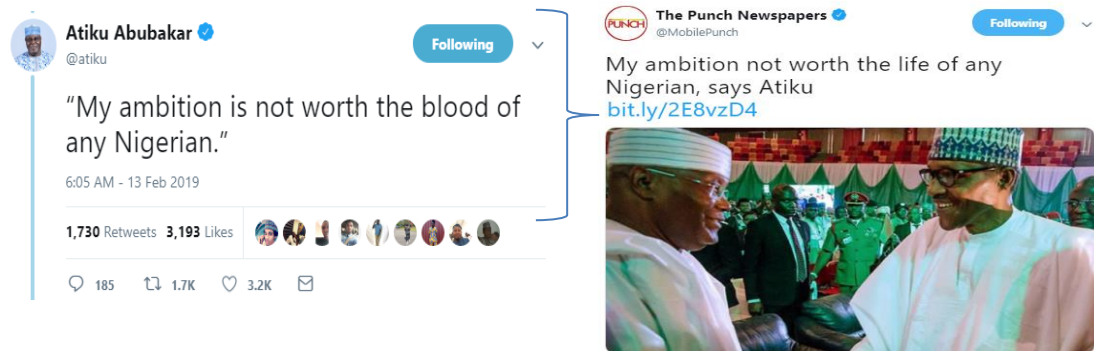 Atiku Abubakar
@atiku
Following
“My ambition is not worth the blood of
any Nigerian.”
6:05 AM - 13 Feb 2019
1,730 Retweets 3,193 Likes
185 1.7K 3.2K
PUNCH
The Punch Newspapers
@MobilePunch
Following
My ambition not worth the life of any
Nigerian, says Atiku
bit.ly/2E8vzD4